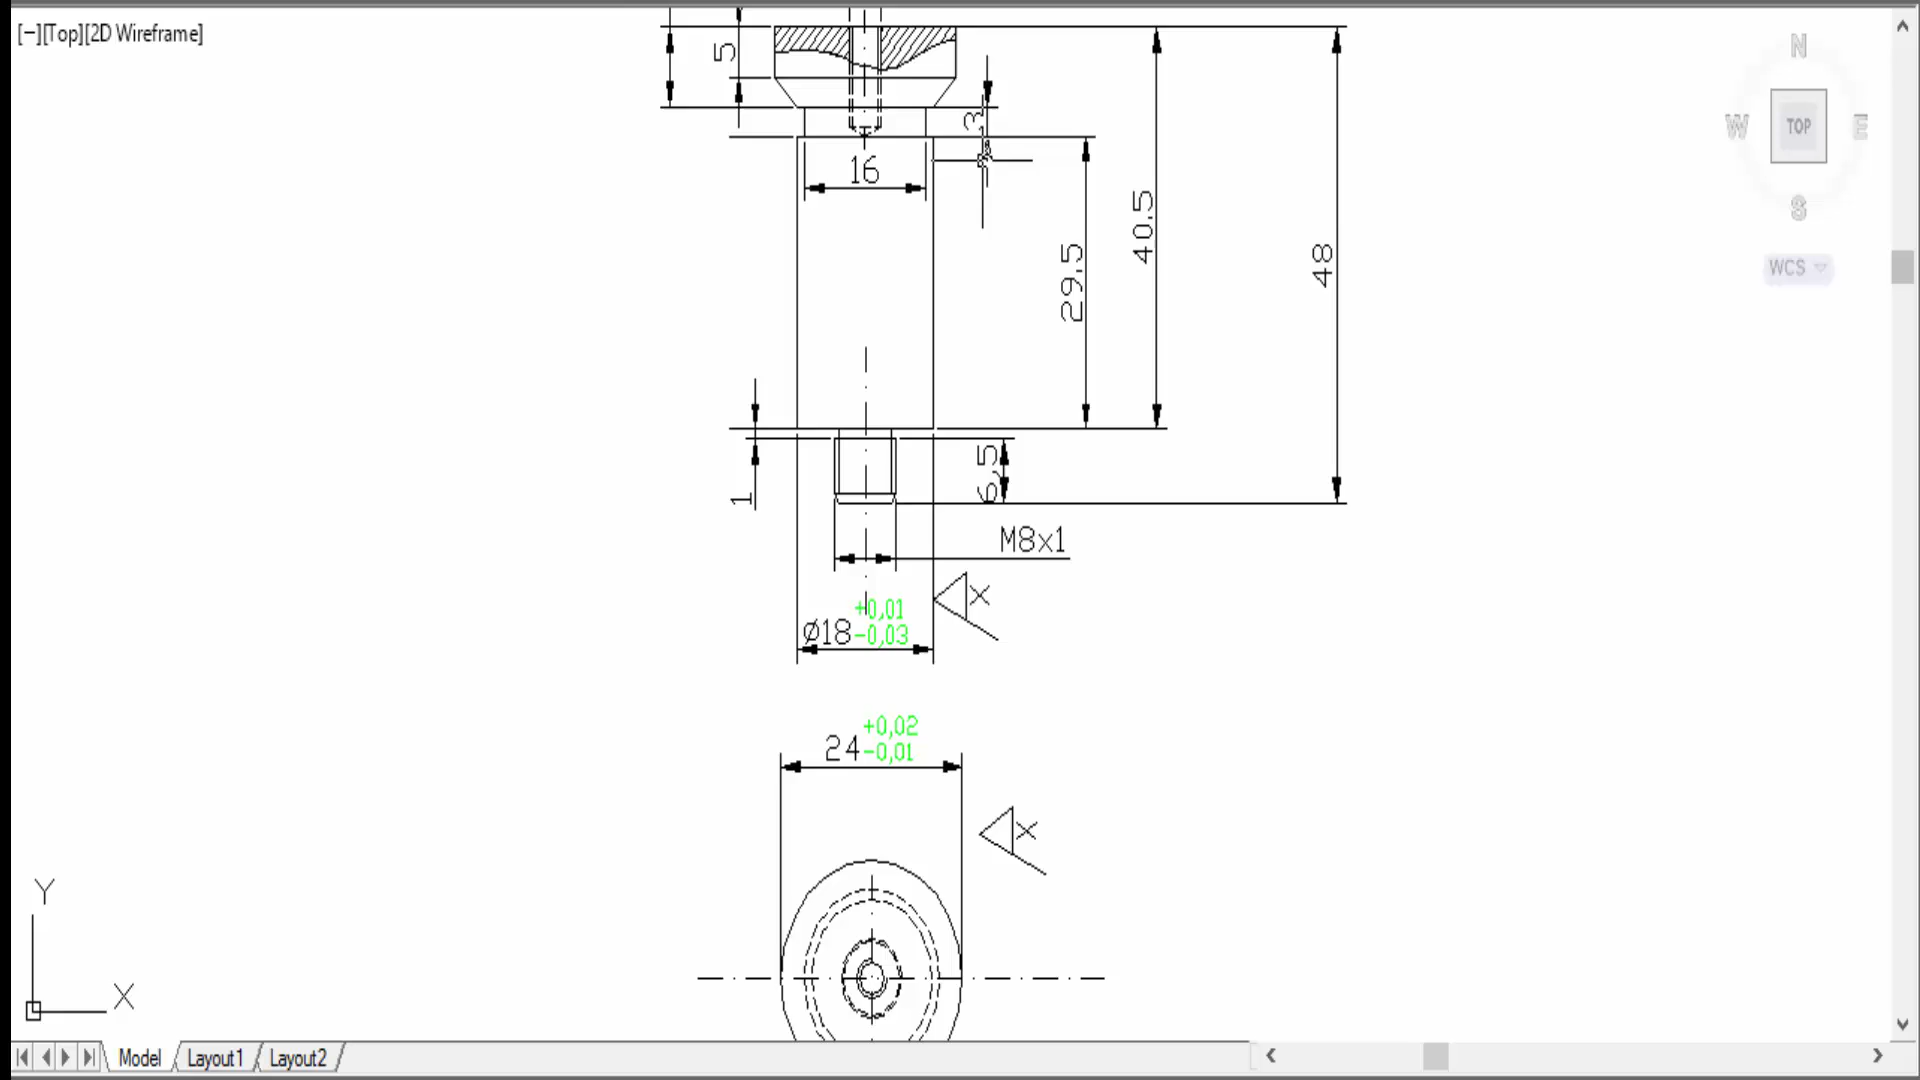 [−][Top][2D Wireframe]
N
W
TOP
E
S
WCS
5
3
16
29.5
40.5
48
1
6,5
M8x1
x
+0,01
Ø18
-0,03
+0,02
24
-0,01
x
Y
X
Model
Layout1
Layout2